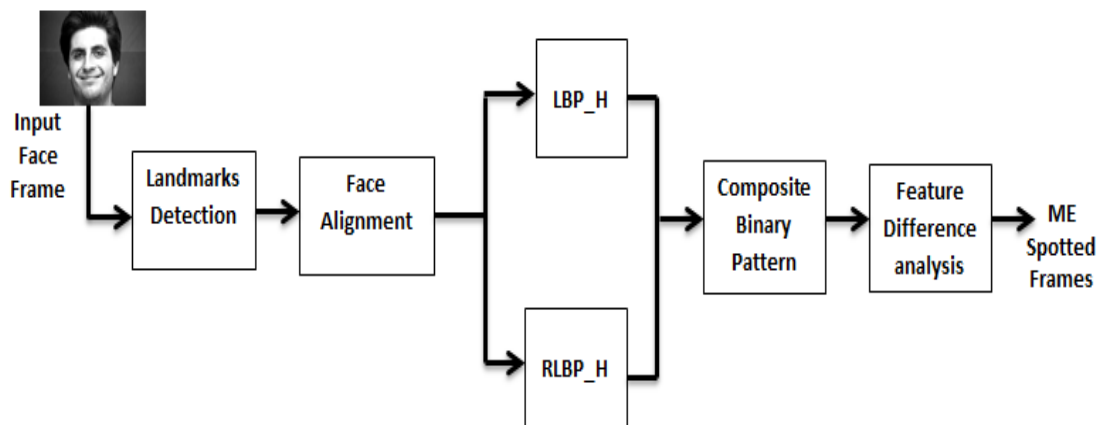 Input
Face
Frame
Landmarks
Detection
Face
Alignment
LBP_H
RLBP_H
Composite
Binary
Pattern
Feature
Difference
analysis
ME
Spotted
Frames